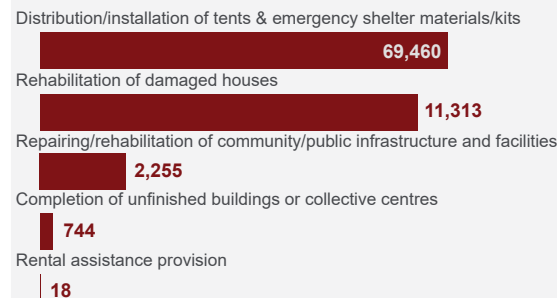 Distribution/installation of tents & emergency shelter materials/kits
69,460
Rehabilitation of damaged houses
11,313
Repairing/rehabilitation of community/public infrastructure and facilities
2,255
Completion of unfinished buildings or collective centres
744
Rental assistance provision
18